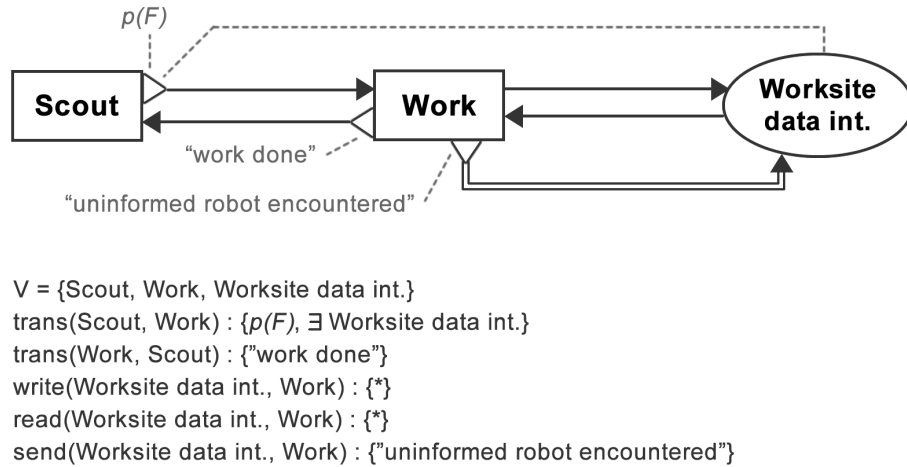 p(F)
Scout
Work
Worksite
data int.
“work done”
“uninformed robot encountered”
V = {Scout, Work, Worksite data int.}
trans(Scout, Work) : {p(F), ∃ Worksite data int.}
trans(Work, Scout) : {”work done”}
write(Worksite data int., Work) : {*}
read(Worksite data int., Work) : {*}
send(Worksite data int., Work) : {”uninformed robot encountered”}